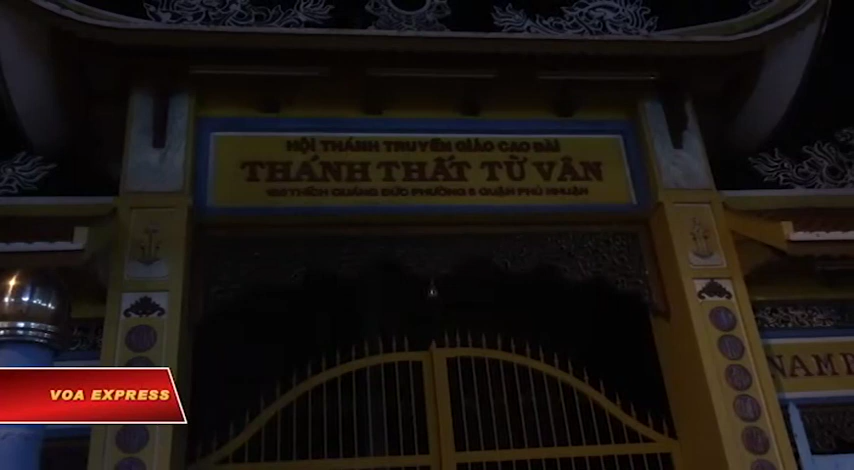 HỘI THÁNH TRUYỀN GIÁO CAO ĐÀI
THÁNH THẤT TỪ VÂN
THÍCH QUẢNG ĐỨC PHƯỜNG 5 QUẬN PHÚ NHUẬN
NAM
VOA EXPRESS